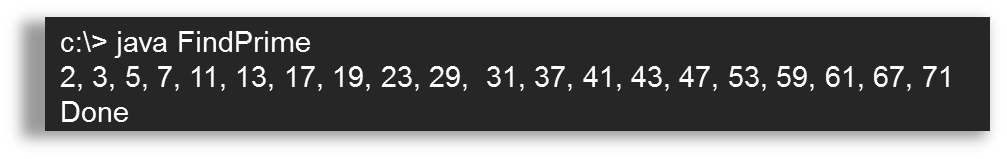 c:\> java FindPrime
2, 3, 5, 7, 11, 13, 17, 19, 23, 29,  31, 37, 41, 43, 47, 53, 59, 61, 67, 71
Done